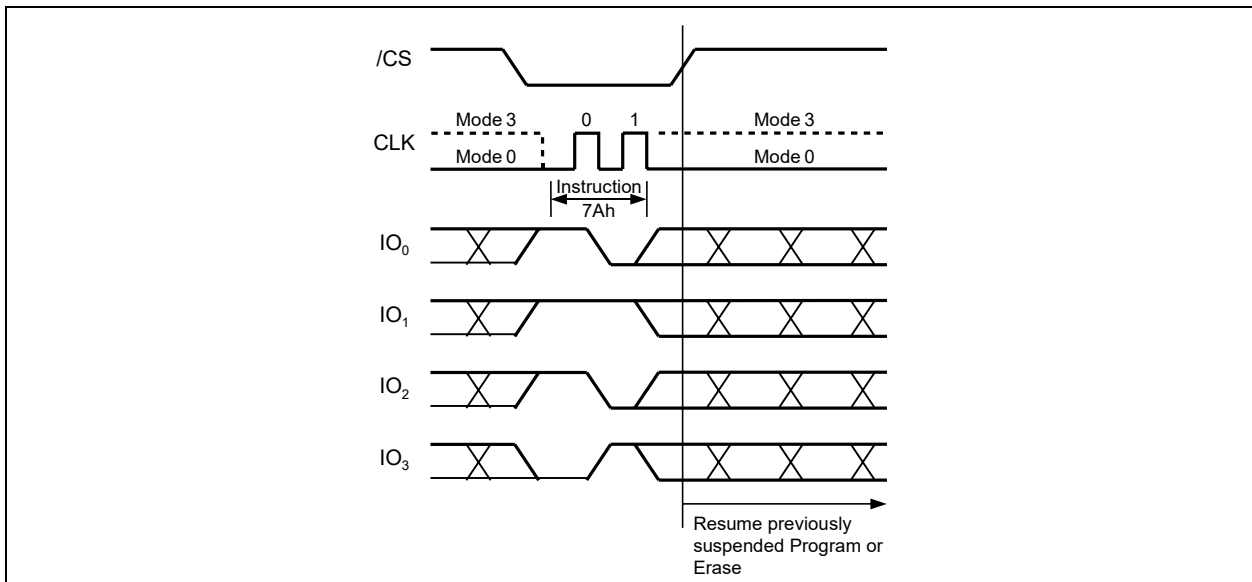 /CS
Mode 3 0 1 Mode 3
CLK
Mode 0 Mode 0
Instruction
7Ah
IO₀
IO₁
IO₂
IO₃
Resume previously
suspended Program or
Erase